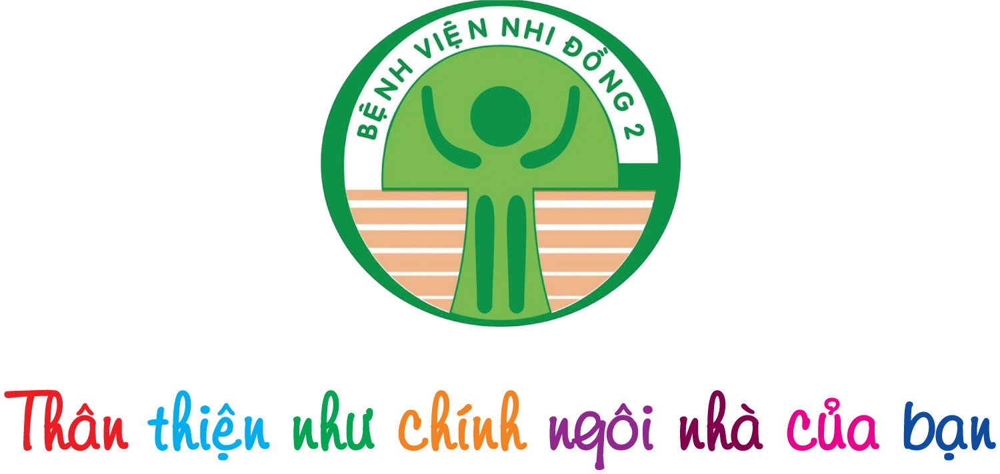 BỆNH VIỆN NHI ĐỒNG 2
Thân thiện như chính ngôi nhà của bạn